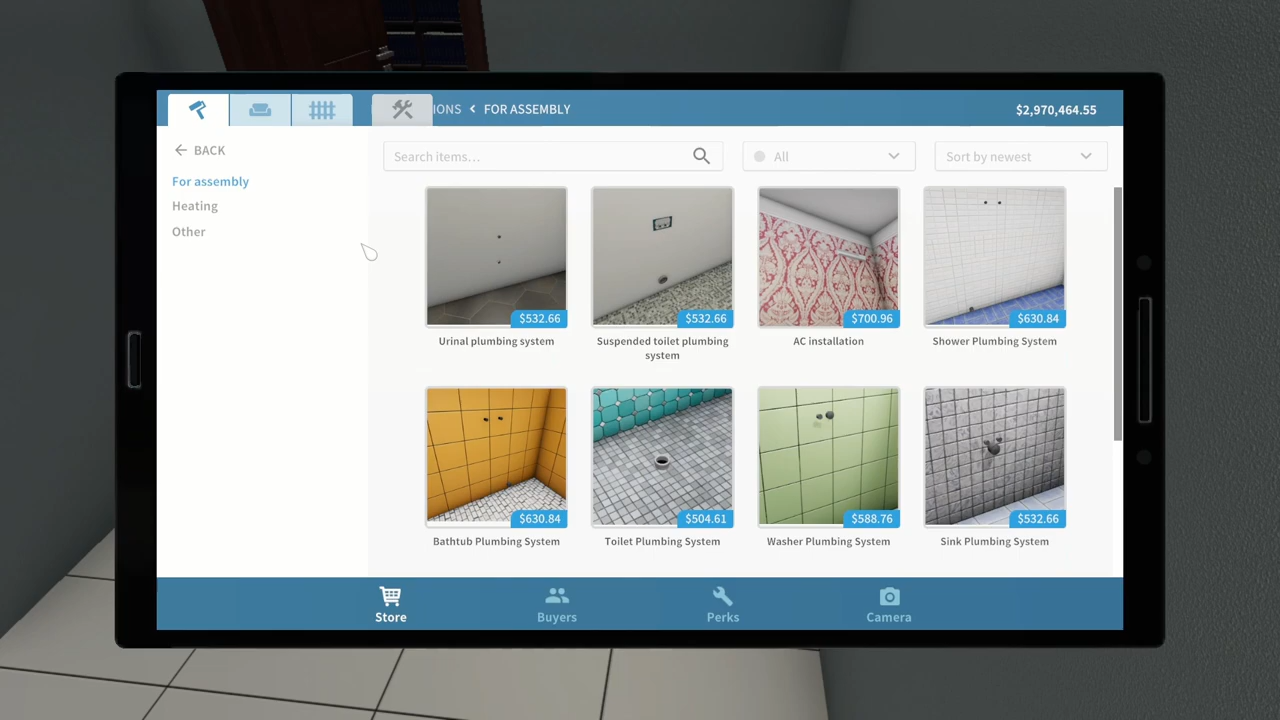 IONS < FOR ASSEMBLY
$2,970,464.55
BACK
For assembly
Heating
Other
Search items...
All
Sort by newest
$532.66
$532.66
$700.96
$630.84
Urinal plumbing system
Suspended toilet plumbing
system
AC installation
Shower Plumbing System
$630.84
$504.61
$588.76
$532.66
Bathtub Plumbing System
Toilet Plumbing System
Washer Plumbing System
Sink Plumbing System
Store
Buyers
Perks
Camera